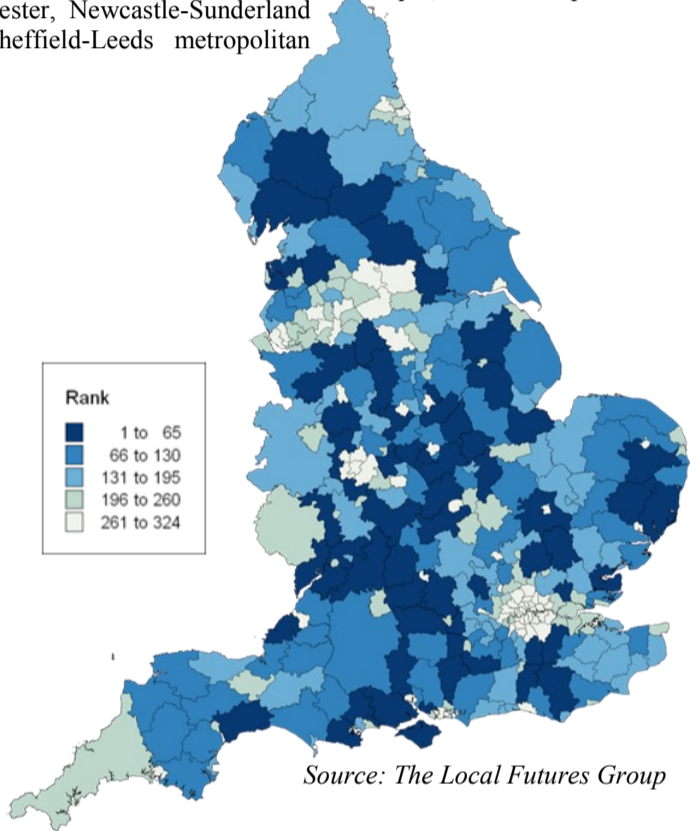 ester, Newcastle-Sunderland
heffield-Leeds metropolitan
Rank
1 to 65
66 to 130
131 to 195
196 to 260
261 to 324
Source: The Local Futures Group